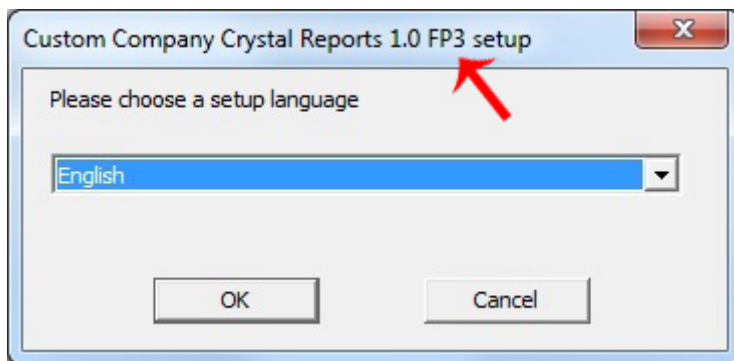 Custom Company Crystal Reports 1.0 FP3 setup
Please choose a setup language
English
OK
Cancel